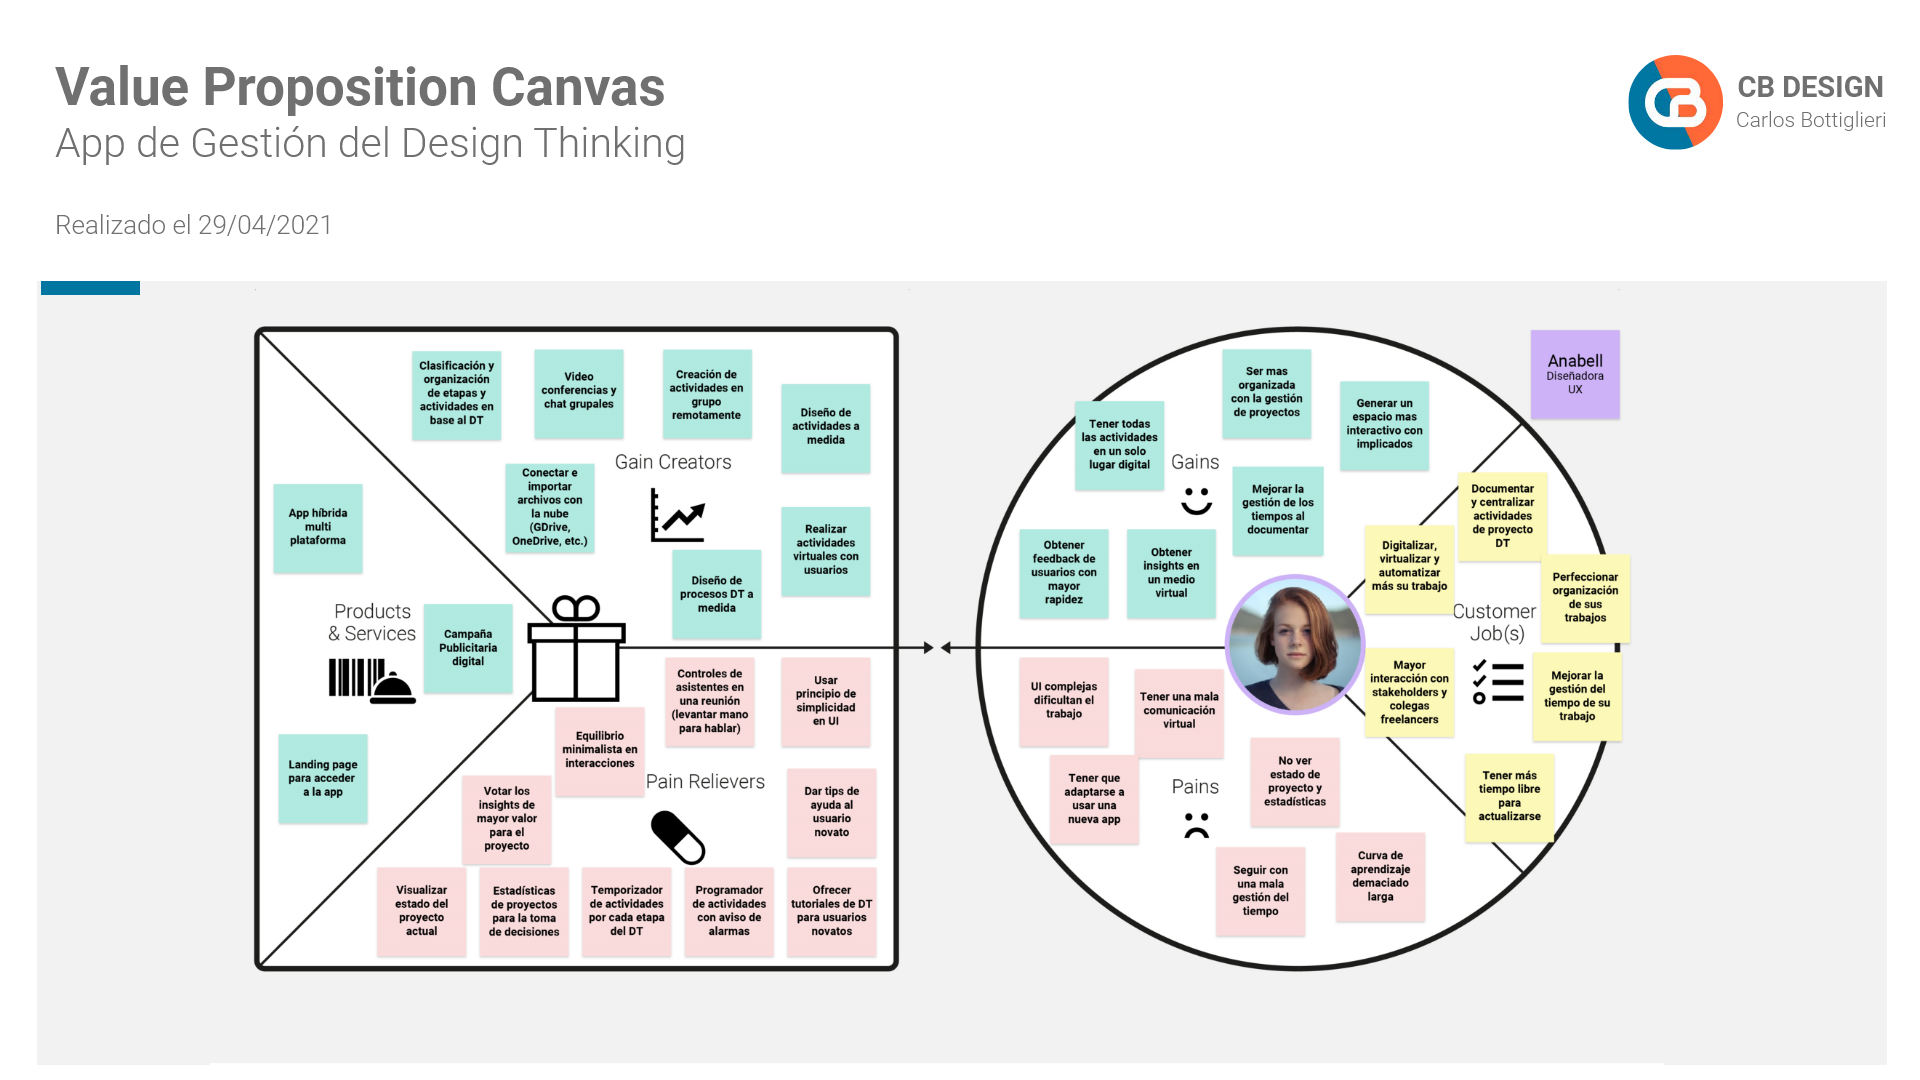 Value Proposition Canvas
App de Gestión del Design Thinking
Realizado el 29/04/2021
CB
CB DESIGN
Carlos Bottiglieri
Clasificación y
organización
de etapas y
actividades en
base al DT
Video
conferencias y
chat grupales
Creación de
actividades en
grupo
remotamente
Diseño de
actividades a
medida
Gain Creators
Conectar e
importar
archivos con
la nube
(GDrive,
OneDrive, etc.)
Realizar
actividades
virtuales con
usuarios
Diseño de
procesos DT a
medida
App híbrida
multi
plataforma
Products
& Services
Campaña
Publicitaria
digital
Landing page
para acceder
a la app
Controles de
asistentes en
una reunión
(levantar mano
para hablar)
Usar
principio de
simplicidad
en UI
Equilibrio
minimalista en
interacciones
Pain Relievers
Votar los
insights de
mayor valor
para el
proyecto
Dar tips de
ayuda al
usuario
novato
Visualizar
estado del
proyecto
actual
Estadísticas
de proyectos
para la toma
de decisiones
Temporizador
de actividades
por cada etapa
del DT
Programador
de actividades
con aviso de
alarmas
Ofrecer
tutoriales de DT
para usuarios
novatos
Anabell
Diseñadora
UX
Ser mas
organizada
con la gestión
de proyectos
Generar un
espacio mas
interactivo con
implicados
Tener todas
las actividades
en un solo
lugar digital
Gains
Mejorar la
gestión de los
tiempos al
documentar
Obtener
feedback de
usuarios con
mayor
rapidez
Obtener
insights en
un medio
virtual
Documentar
y centralizar
actividades
de proyecto
DT
Digitalizar,
virtualizar y
automatizar
más su trabajo
Perfeccionar
organización
de sus
trabajos
Customer
Job(s)
Mayor
interacción con
stakeholders y
colegas
freelancers
Mejorar la
gestión del
tiempo de su
trabajo
Tener más
tiempo libre
para
actualizarse
UI complejas
dificultan el
trabajo
Tener una mala
comunicación
virtual
Tener que
adaptarse a
usar una
nueva app
Pains
No ver
estado de
proyecto y
estadísticas
Seguir con
una mala
gestión del
tiempo
Curva de
aprendizaje
demaciado
larga